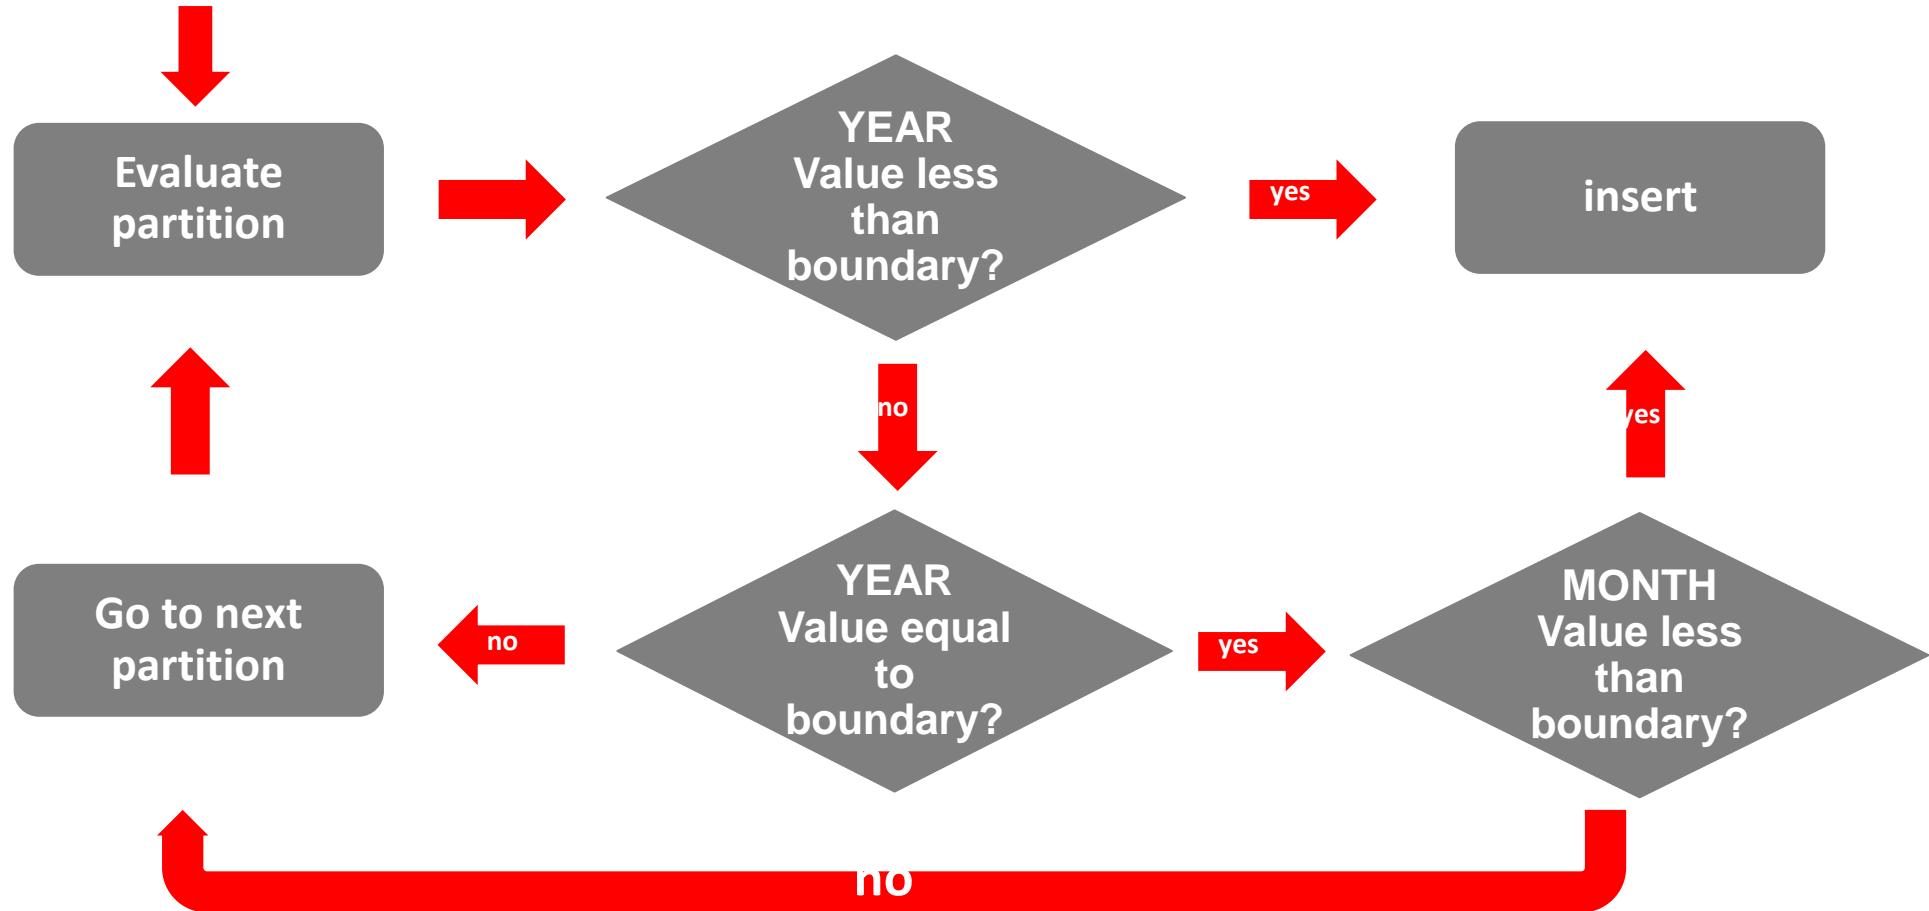 Evaluate
partition
YEAR
Value less
than
boundary?
yes
insert
no
yes
Go to next
partition
no
YEAR
Value equal
to
boundary?
yes
MONTH
Value less
than
boundary?
no